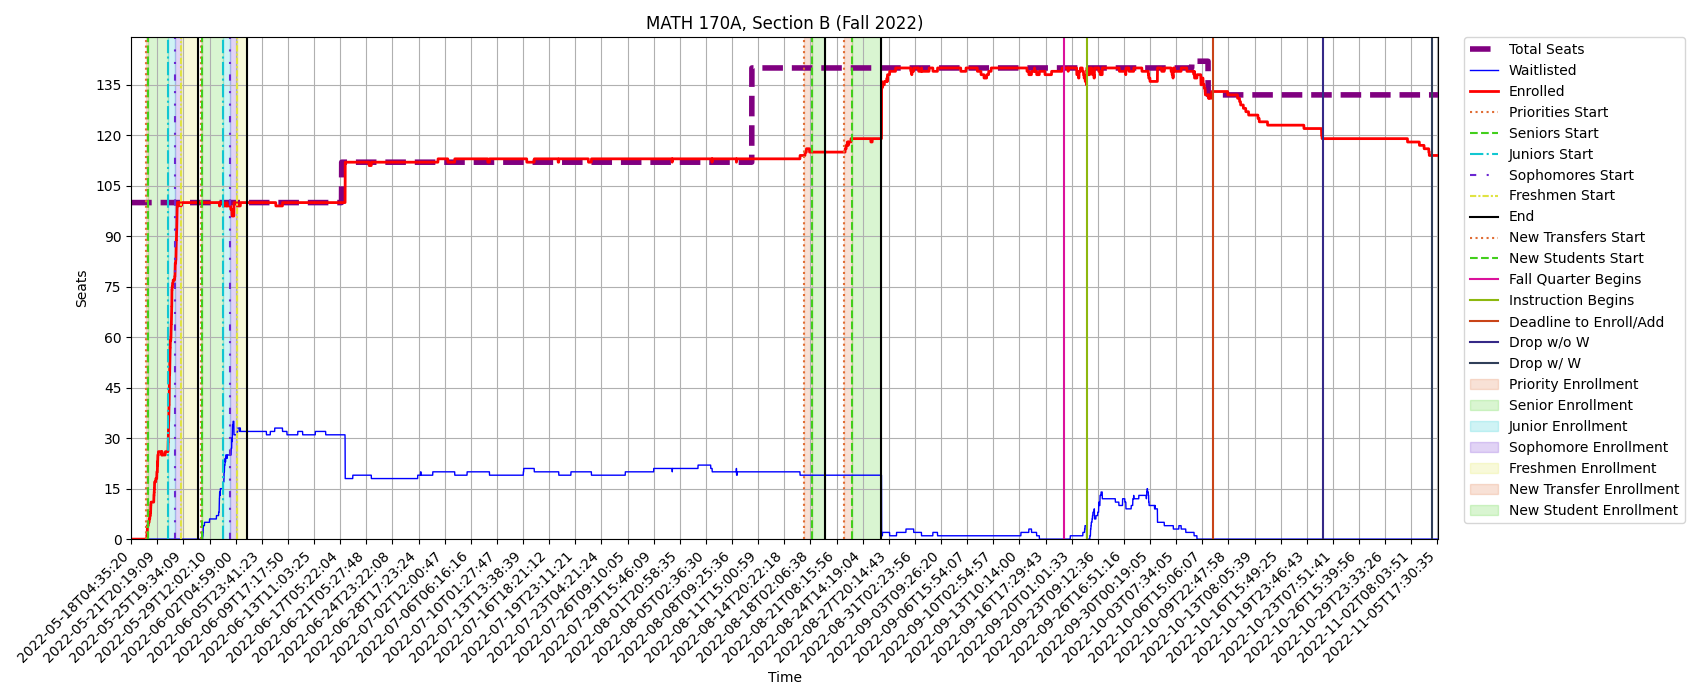 MATH 170A, Section B (Fall 2022)
Seats
135
120
105
90
75
60
45
30
15
0
2022-05-18T04:35:20
2022-05-21T20:19:09
2022-05-25T19:34:09
2022-05-29T12:02:10
2022-06-02T04:59:00
2022-06-05T23:41:23
2022-06-09T17:17:50
2022-06-13T11:03:25
2022-06-17T05:22:04
2022-06-21T05:27:48
2022-06-24T23:22:08
2022-06-28T17:23:24
2022-07-02T12:00:47
2022-07-06T06:16:16
2022-07-10T01:27:47
2022-07-13T13:38:39
2022-07-16T18:21:12
2022-07-19T23:11:21
2022-07-23T04:21:24
2022-07-26T09:10:05
2022-07-29T15:46:09
2022-08-01T20:58:35
2022-08-05T02:36:30
2022-08-08T09:25:36
2022-08-11T15:00:59
2022-08-14T20:22:18
2022-08-18T02:06:38
2022-08-21T08:15:56
2022-08-24T14:19:04
2022-08-27T20:14:43
2022-08-31T02:23:56
2022-09-03T09:26:20
2022-09-06T15:54:07
2022-09-10T02:54:57
2022-09-13T10:14:00
2022-09-16T17:29:43
2022-09-20T01:01:33
2022-09-23T09:12:36
2022-09-26T16:51:16
2022-09-30T00:19:05
2022-10-03T07:34:05
2022-10-06T15:06:07
2022-10-09T22:47:58
2022-10-13T08:05:39
2022-10-16T15:49:25
2022-10-19T23:46:43
2022-10-23T07:51:41
2022-10-26T15:39:56
2022-10-29T23:33:26
2022-11-02T08:03:51
2022-11-05T17:30:35
Time
Total Seats
Waitlisted
Enrolled
Priorities Start
Seniors Start
Juniors Start
Sophomores Start
Freshmen Start
End
New Transfers Start
New Students Start
Fall Quarter Begins
Instruction Begins
Deadline to Enroll/Add
Drop w/o W
Drop w/ W
Priority Enrollment
Senior Enrollment
Junior Enrollment
Sophomore Enrollment
Freshmen Enrollment
New Transfer Enrollment
New Student Enrollment